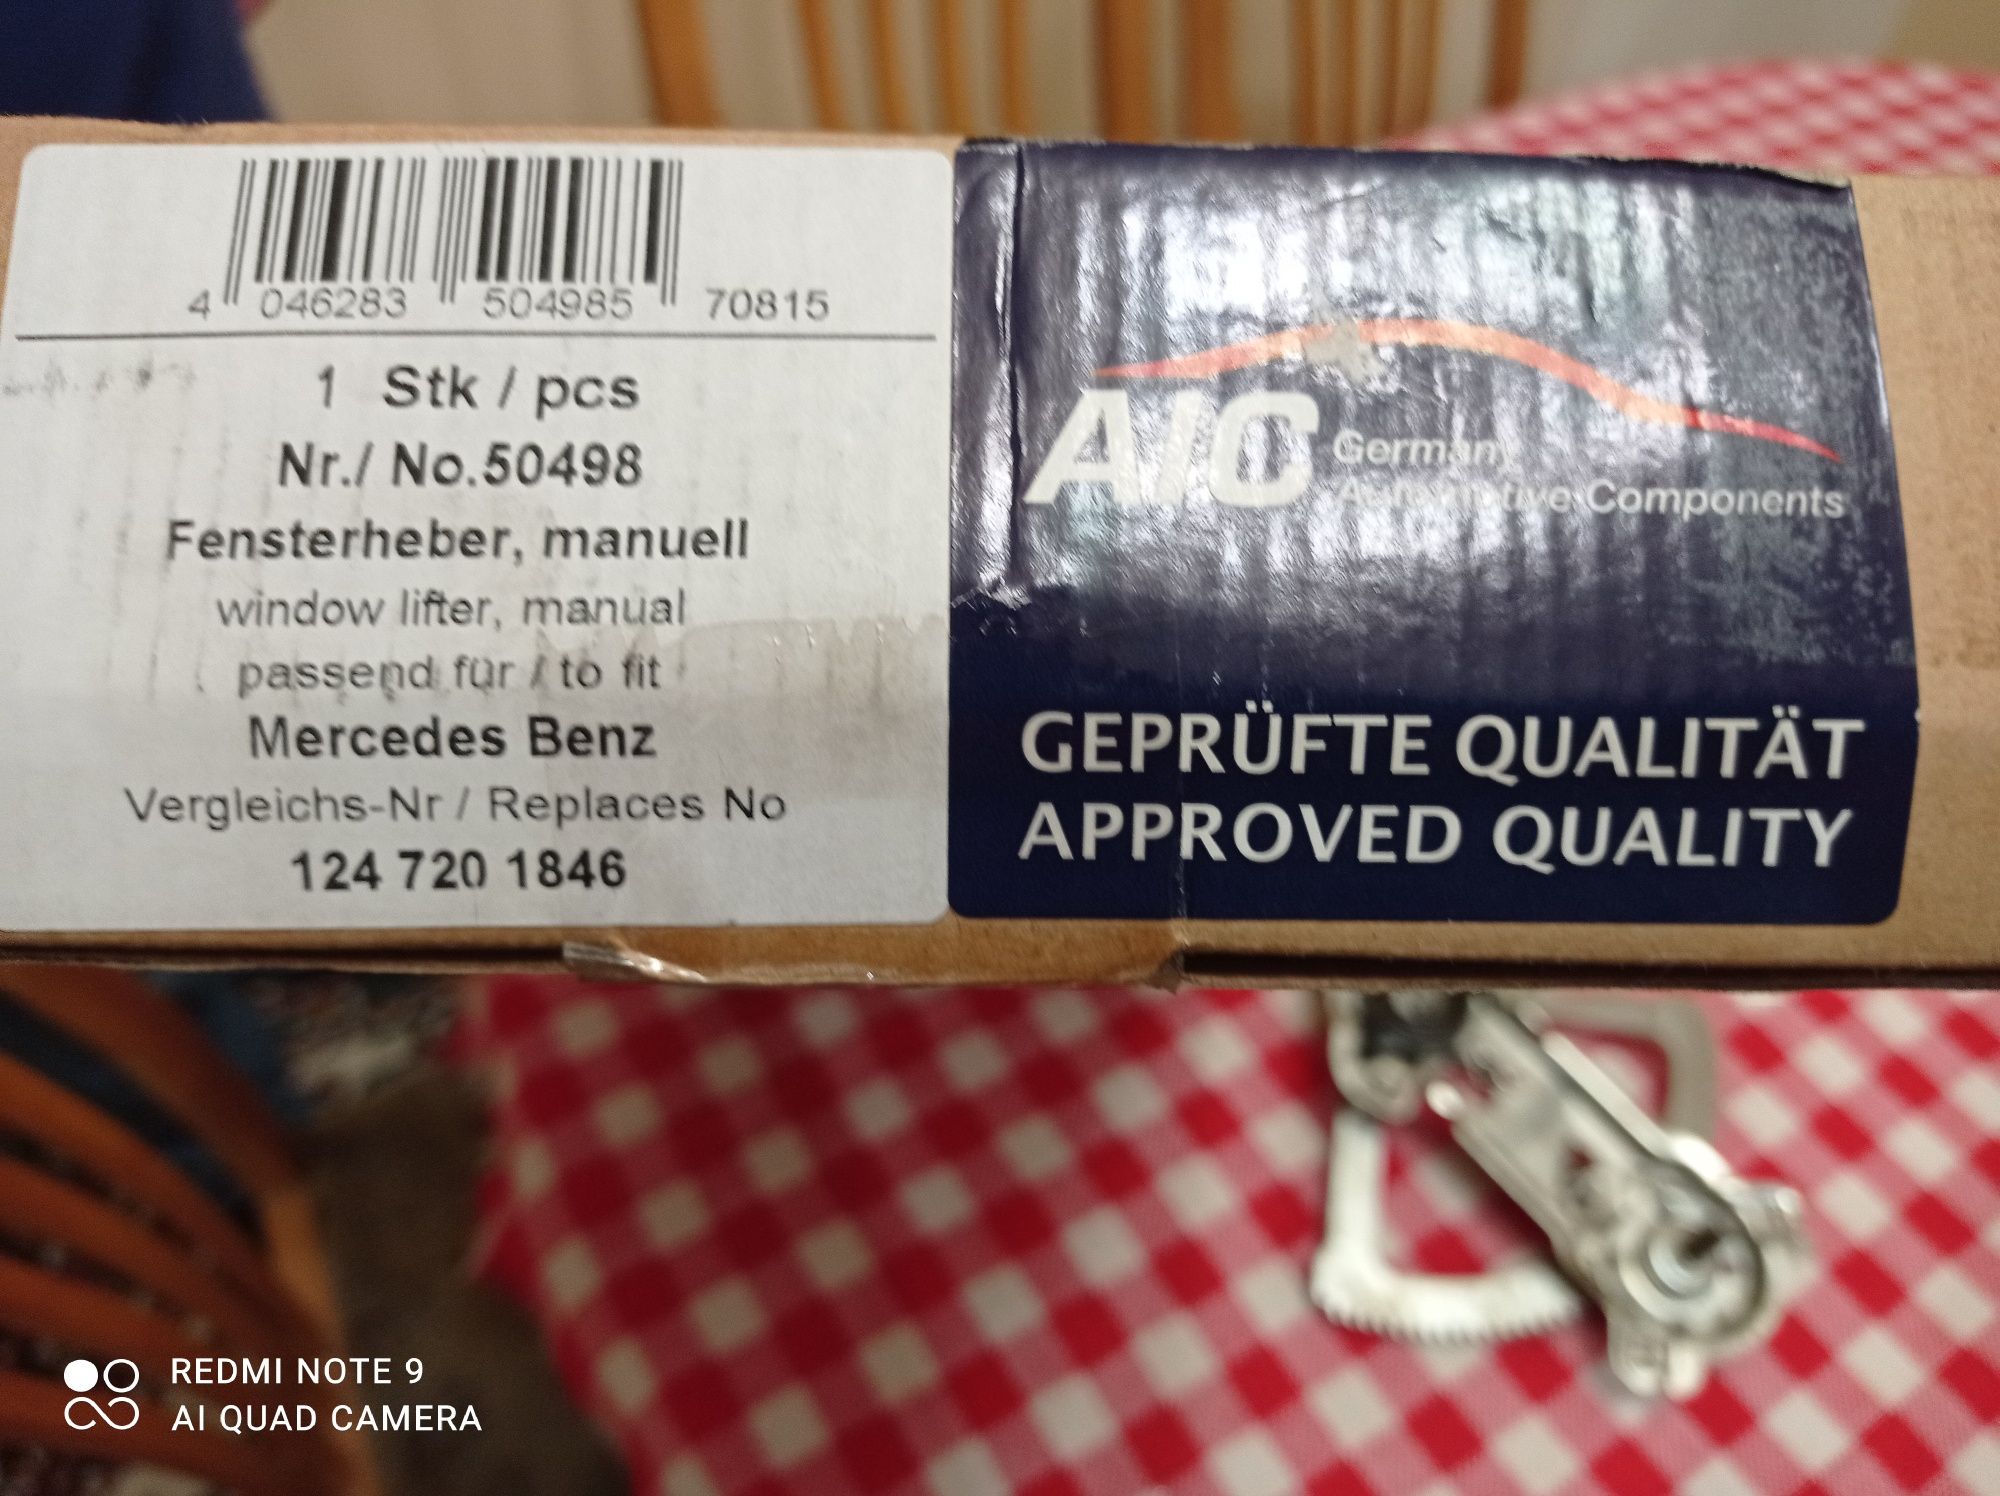 4 046283 504985 70815
1 Stk / pcs
Nr./ No.50498
Fensterheber, manuell
window lifter, manual
passend für / to fit
Mercedes Benz
Vergleichs-Nr / Replaces No
124 720 1846
AIC Germany
Automotive Components
GEPRÜFTE QUALITÄT
APPROVED QUALITY
REDMI NOTE 9
AI QUAD CAMERA